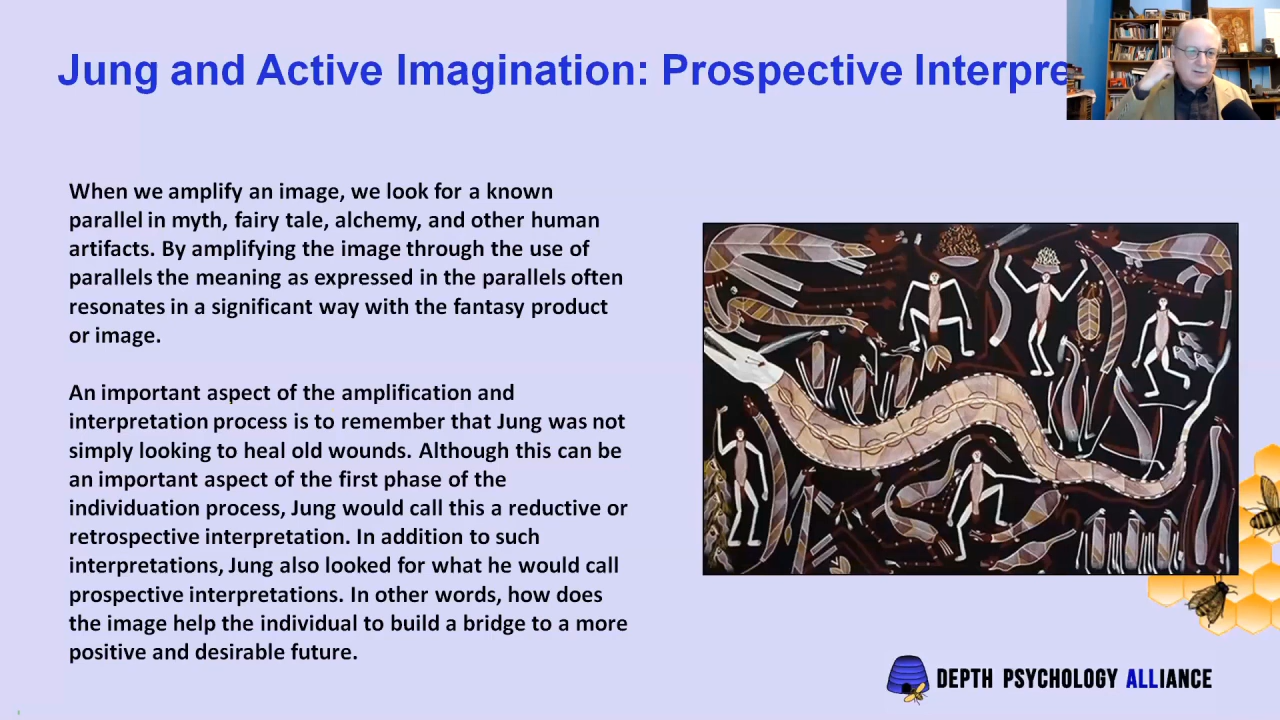 Jung and Active Imagination: Prospective
When we amplify an image, we look for a known
parallel in myth, fairy tale, alchemy, and other human
artifacts. By amplifying the image through the use of
parallels the meaning as expressed in the parallels often
resonates in a significant way with the fantasy product
or image.
An important aspect of the amplification and
interpretation process is to remember that Jung was not
simply looking to heal old wounds. Although this can be
an important aspect of the first phase of the
individuation process, Jung would call this a reductive or
retrospective interpretation. In addition to such
interpretations, Jung also looked for what he would call
prospective interpretations. In other words, how does
the image help the individual to build a bridge to a more
positive and desirable future.
DEPTH PSYCHOLOGY ALLIANCE